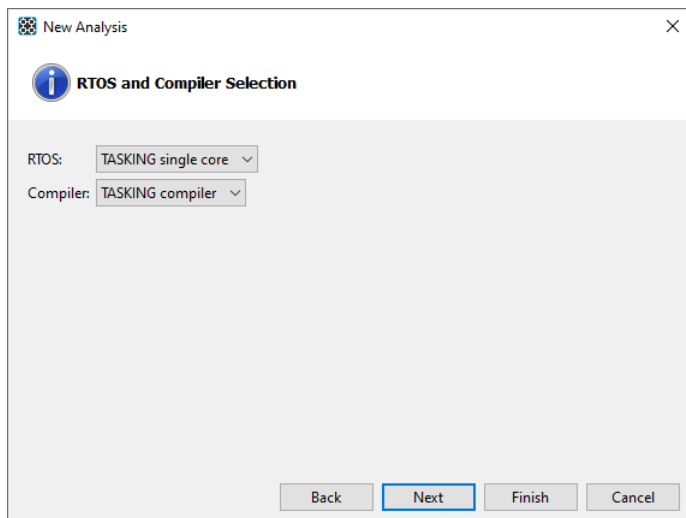 New Analysis
RTOS and Compiler Selection
RTOS: TASKING single core
Compiler: TASKING compiler
Back Next Finish Cancel